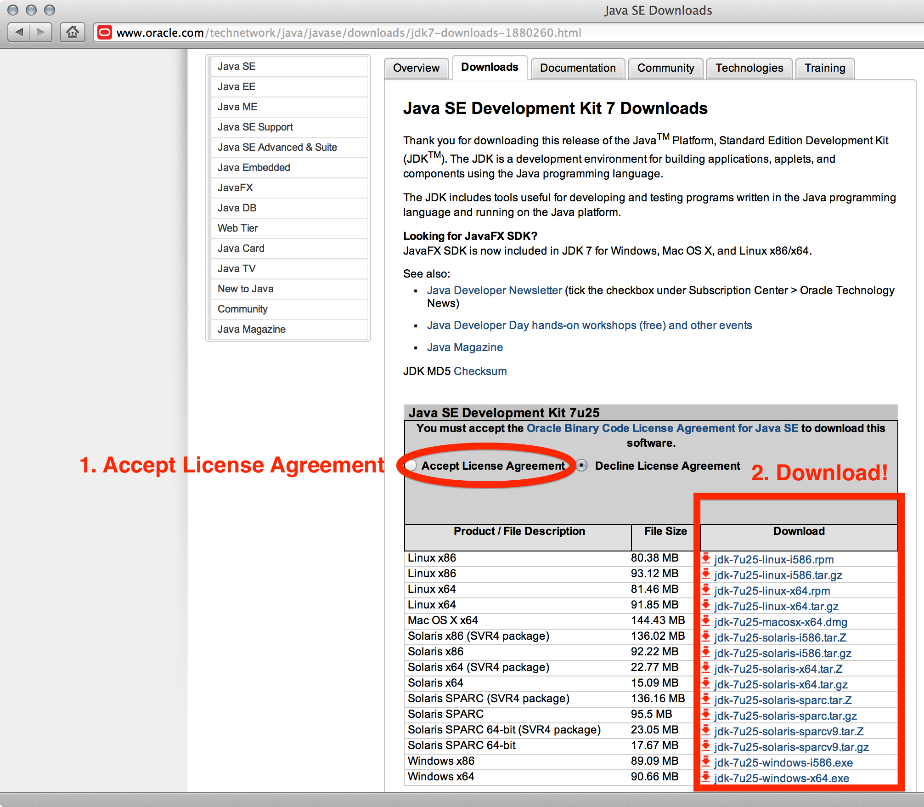 Java SE Downloads
www.oracle.com/technetwork/java/javase/downloads/jdk7-downloads-1880260.html
Java SE
Java EE
Java ME
Java SE Support
Java SE Advanced & Suite
Java Embedded
JavaFX
Java DB
Web Tier
Java Card
Java TV
New to Java
Community
Java Magazine
Overview Downloads Documentation Community Technologies Training
Java SE Development Kit 7 Downloads
Thank you for downloading this release of the Java™ Platform, Standard Edition Development Kit
(JDK™). The JDK is a development environment for building applications, applets, and
components using the Java programming language.
The JDK includes tools useful for developing and testing programs written in the Java programming
language and running on the Java platform.
Looking for JavaFX SDK?
JavaFX SDK is now included in JDK 7 for Windows, Mac OS X, and Linux x86/x64.
See also:
• Java Developer Newsletter (tick the checkbox under Subscription Center > Oracle Technology
News)
• Java Developer Day hands-on workshops (free) and other events
• Java Magazine
JDK MD5 Checksum
Java SE Development Kit 7u25
You must accept the Oracle Binary Code License Agreement for Java SE to download this
software.
1. Accept License Agreement
Accept License Agreement Decline License Agreement
2. Download!
Product / File Description File Size Download
Linux x86 80.38 MB jdk-7u25-linux-i586.rpm
Linux x86 93.12 MB jdk-7u25-linux-i586.tar.gz
Linux x64 81.46 MB jdk-7u25-linux-x64.rpm
Linux x64 91.85 MB jdk-7u25-linux-x64.tar.gz
Mac OS X x64 144.43 MB jdk-7u25-macosx-x64.dmg
Solaris x86 (SVR4 package) 136.02 MB jdk-7u25-solaris-i586.tar.Z
Solaris x86 92.22 MB jdk-7u25-solaris-i586.tar.gz
Solaris x64 (SVR4 package) 22.77 MB jdk-7u25-solaris-x64.tar.Z
Solaris x64 15.09 MB jdk-7u25-solaris-x64.tar.gz
Solaris SPARC (SVR4 package) 136.16 MB jdk-7u25-solaris-sparc.tar.Z
Solaris SPARC 95.5 MB jdk-7u25-solaris-sparc.tar.gz
Solaris SPARC 64-bit (SVR4 package) 23.05 MB jdk-7u25-solaris-sparcv9.tar.Z
Solaris SPARC 64-bit 17.67 MB jdk-7u25-solaris-sparcv9.tar.gz
Windows x86 89.09 MB jdk-7u25-windows-i586.exe
Windows x64 90.66 MB jdk-7u25-windows-x64.exe